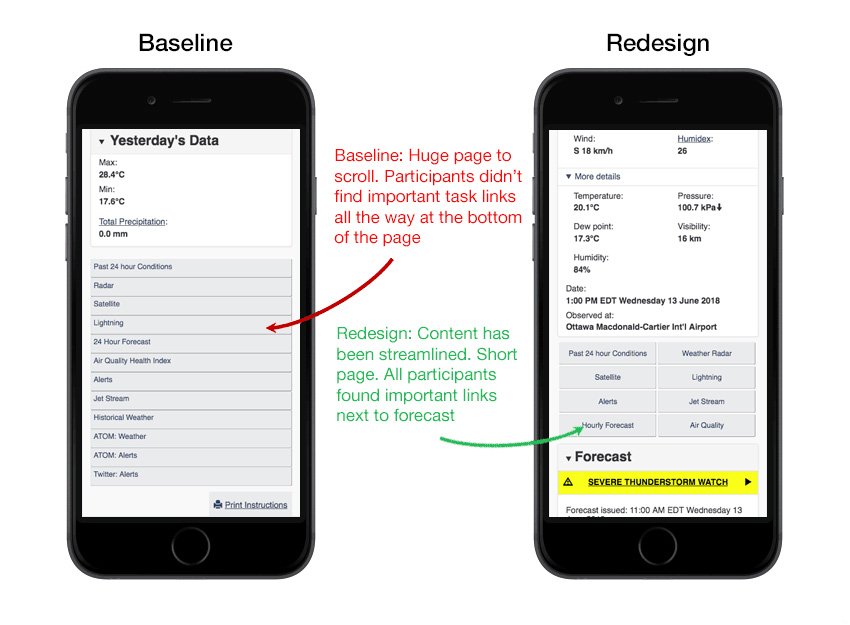 Baseline
Redesign
Yesterday's Data
Max:
28.4°C
Min:
17.6°C
Total Precipitation:
0.0 mm
Past 24 hour Conditions
Radar
Satellite
Lightning
24 Hour Forecast
Air Quality Health Index
Alerts
Jet Stream
Historical Weather
ATOM: Weather
ATOM: Alerts
Twitter: Alerts
Print Instructions
Baseline: Huge page to
scroll. Participants didn't
find important task links
all the way at the bottom
of the page
Redesign: Content has
been streamlined. Short
page. All participants
found important links
next to forecast
Wind: Humidex:
S 18 km/h 26
More details
Temperature: Pressure:
20.1°C 100.7 kPa
Dew point: Visibility:
17.3°C 16 km
Humidity:
84%
Date:
1:00 PM EDT Wednesday 13 June 2018
Observed at:
Ottawa Macdonald-Cartier Int'l Airport
Past 24 hour Conditions Weather Radar
Satellite Lightning
Alerts Jet Stream
Hourly Forecast Air Quality
Forecast
SEVERE THUNDERSTORM WATCH
Forecast issued: 11:00 AM EDT Wednesday 13